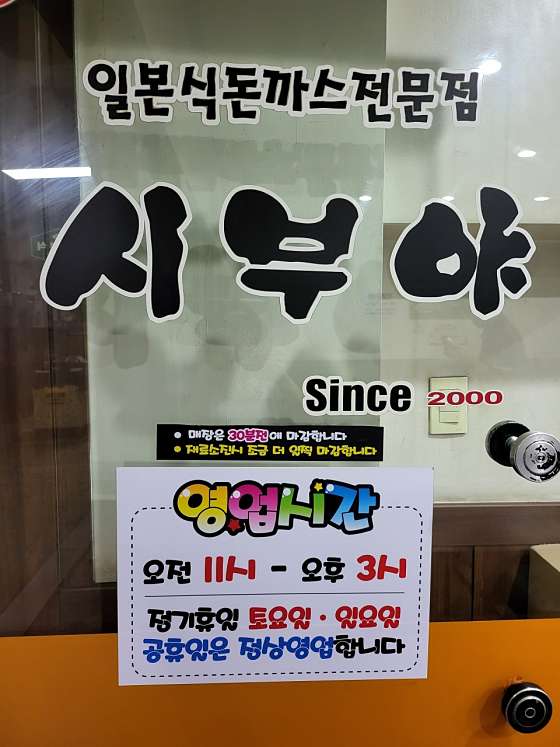 일본식돈까스전문점
시부야
Since 2000
• 매장은 30분전에 마감합니다
• 재료소진시 조금 더 일찍 마감합니다
영업시간
오전 11시 - 오후 3시
정기휴일 토요일 · 일요일
공휴일은 정상영업합니다